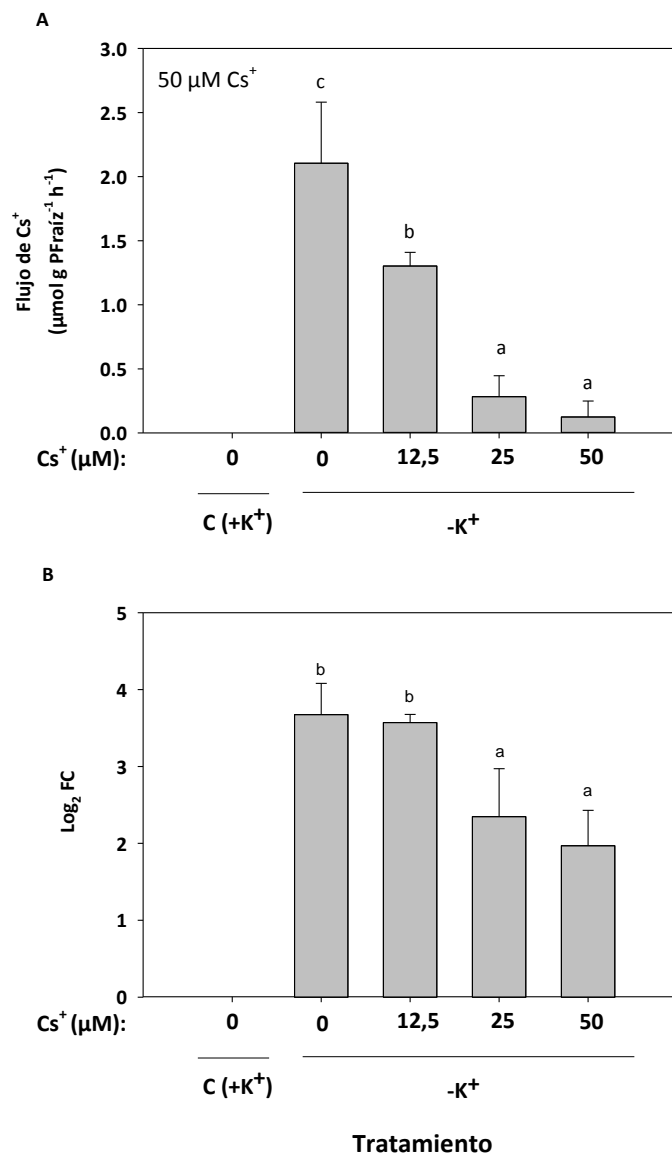 A
50 µM Cs⁺
Flujo de Cs⁺
(µmol g PFraíz⁻¹ h⁻¹)
3.0
2.5
2.0
1.5
1.0
0.5
0.0
c
b
a
a
Cs⁺ (µM): 0 0 12,5 25 50
C (+K⁺) -K⁺
B
Log₂ FC
5
4
3
2
1
0
b
b
a
a
Cs⁺ (µM): 0 0 12,5 25 50
C (+K⁺) -K⁺
Tratamiento